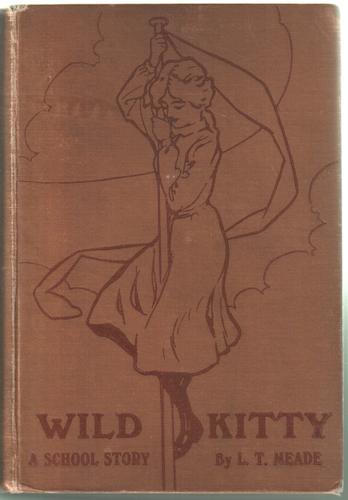 WILD KITTY
A SCHOOL STORY By L. T. MEADE